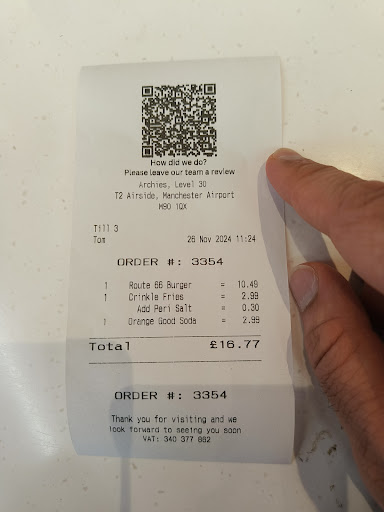 How did we do?
Please leave our team a review
Archies, Level 30
T2 Airside, Manchester Airport
M90 1QX
Till 3
Tom 26 Nov 2024 11:24
ORDER #: 3354
1 Route 66 Burger = 10.49
1 Crinkle Fries = 2.99
Add Peri Salt = 0.30
1 Orange Good Soda = 2.99
Total £16.77
ORDER #: 3354
Thank you for visiting and we
look forward to seeing you soon
VAT: 340 377 882